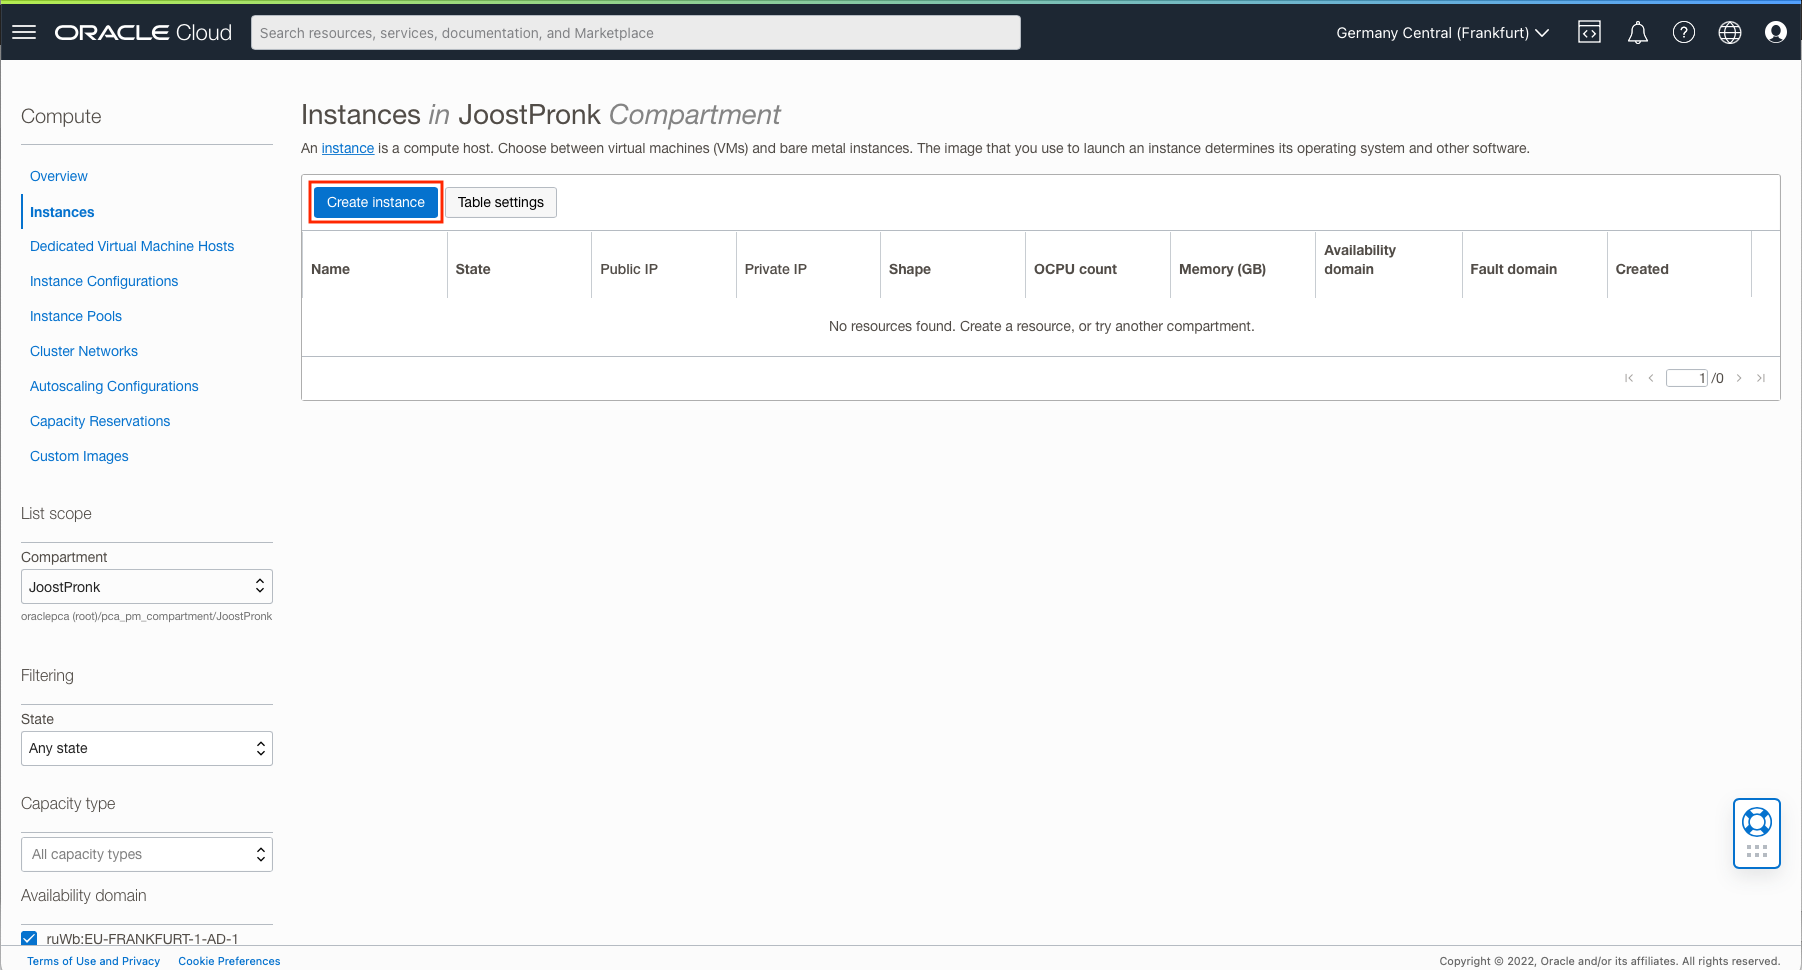 ORACLE Cloud
Search resources, services, documentation, and Marketplace
Germany Central (Frankfurt)
Compute
Overview
Instances
Dedicated Virtual Machine Hosts
Instance Configurations
Instance Pools
Cluster Networks
Autoscaling Configurations
Capacity Reservations
Custom Images
List scope
Compartment
JoostPronk
oraclepca (root)/pca_pm_compartment/JoostPronk
Filtering
State
Any state
Capacity type
All capacity types
Availability domain
ruWb:EU-FRANKFURT-1-AD-1
Instances in JoostPronk Compartment
An instance is a compute host. Choose between virtual machines (VMs) and bare metal instances. The image that you use to launch an instance determines its operating system and other software.
Create instance Table settings
Name State Public IP Private IP Shape OCPU count Memory (GB) Availability domain Fault domain Created
No resources found. Create a resource, or try another compartment.
1 /0
Terms of Use and Privacy Cookie Preferences
Copyright © 2022, Oracle and/or its affiliates. All rights reserved.